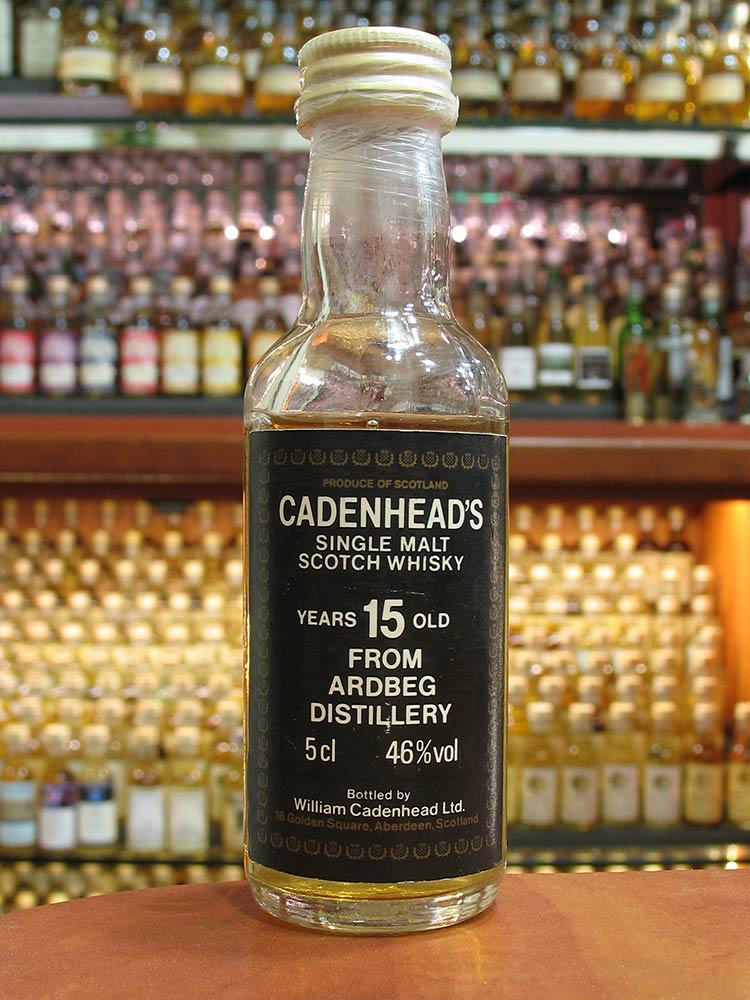 PRODUCE OF SCOTLAND
CADENHEAD'S
SINGLE MALT
SCOTCH WHISKY
YEARS 15 OLD
FROM
ARDBEG
DISTILLERY
5cl 46%vol
Bottled by
William Cadenhead Ltd.
18 Golden Square, Aberdeen, Scotland